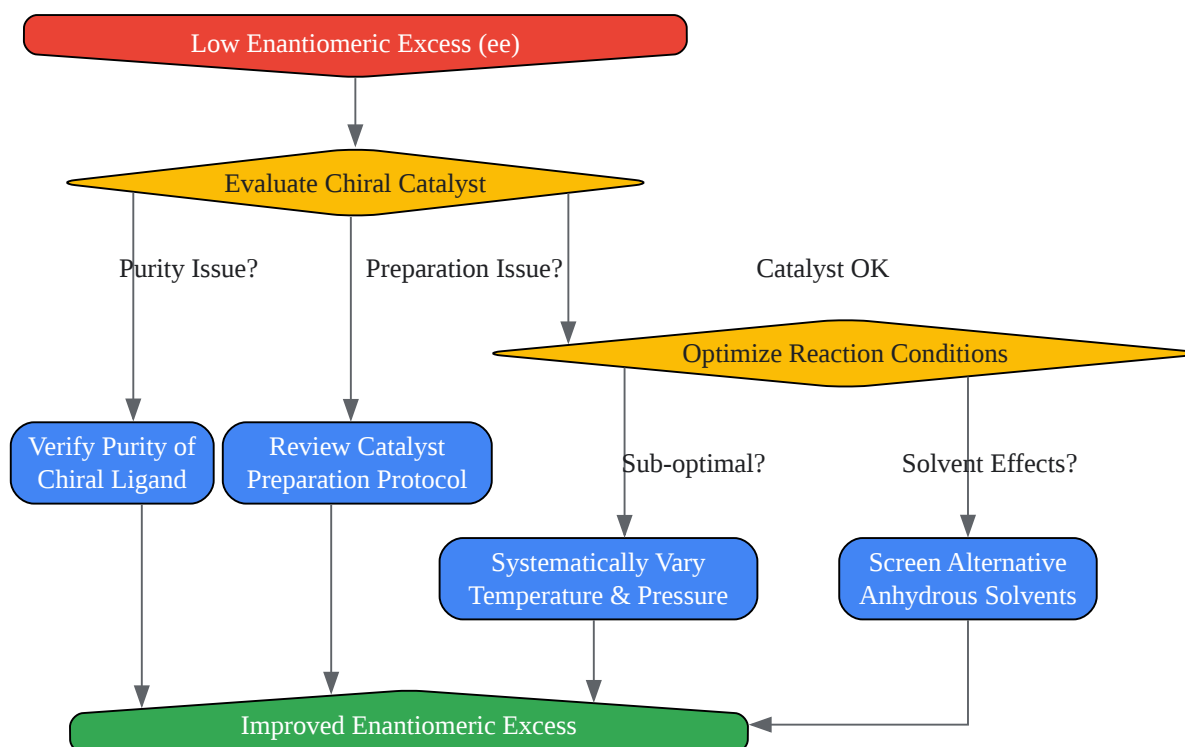 Low Enantiomeric Excess (ee)
Evaluate Chiral Catalyst
Purity Issue?
Preparation Issue?
Catalyst OK
Optimize Reaction Conditions
Verify Purity of
Chiral Ligand
Review Catalyst
Preparation Protocol
Sub-optimal?
Solvent Effects?
Systematically Vary
Temperature & Pressure
Screen Alternative
Anhydrous Solvents
Improved Enantiomeric Excess